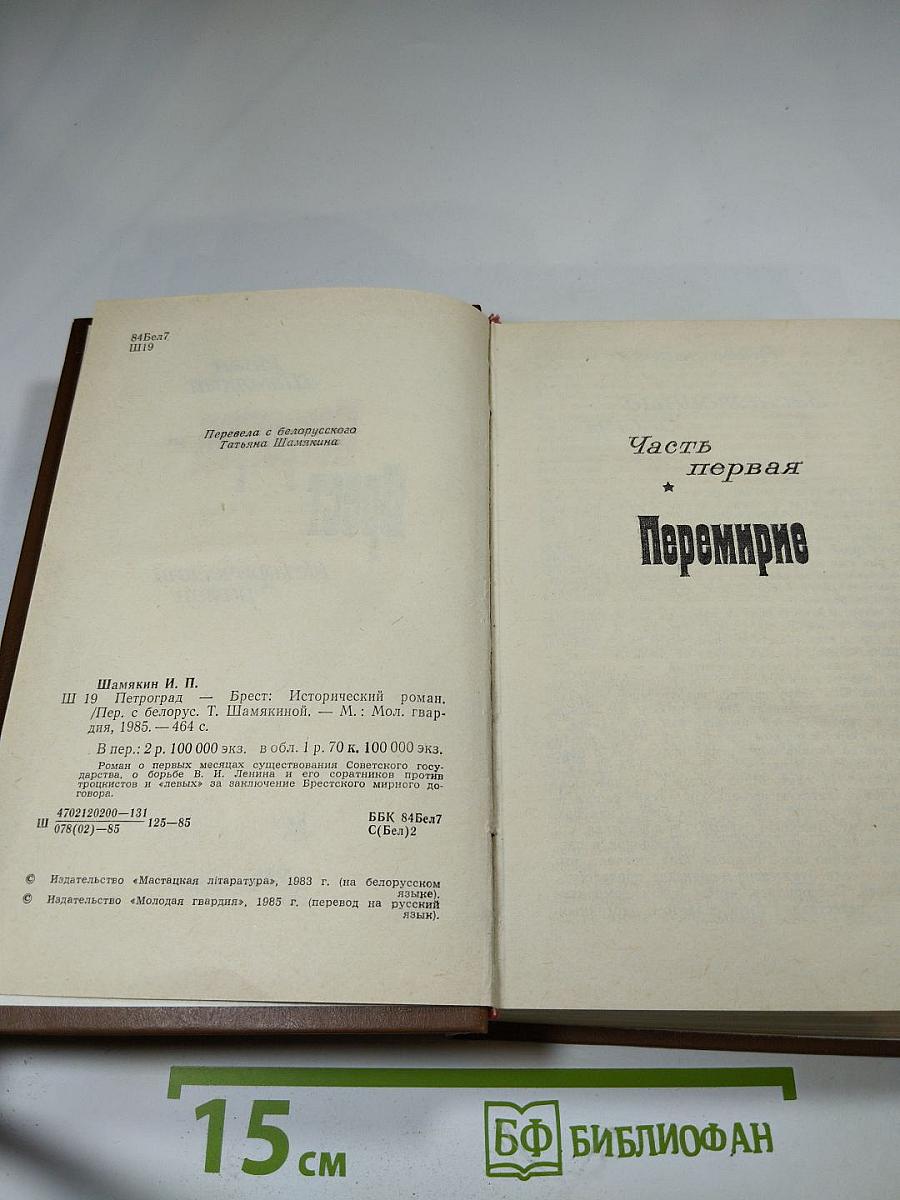 84Бел7
Ш19
Перевела с белорусского
Татьяна Шамякина
Шамякин И. П.
Ш 19 Петроград — Брест: Исторический роман.
/Пер. с белорус. Т. Шамякиной. — М.: Мол. гвар-
дия, 1985. — 464 с.
В пер.: 2 р. 100 000 экз. в обл. 1 р. 70 к. 100 000 экз.
Роман о первых месяцах существования Советского госу-
дарства, о борьбе В. И. Ленина и его соратников против
троцкистов и «левых» за заключение Брестского мирного до-
говора.
Ш 4702120200—131 125—85
078(02)—85
ББК 84Бел7
С(Бел)2
© Издательство «Мастацкая літаратура», 1983 г. (на белорусском
языке).
© Издательство «Молодая гвардия», 1985 г. (перевод на русский
язык).
Часть
первая
Перемирие
15 см
БФ БИБЛИОФАН